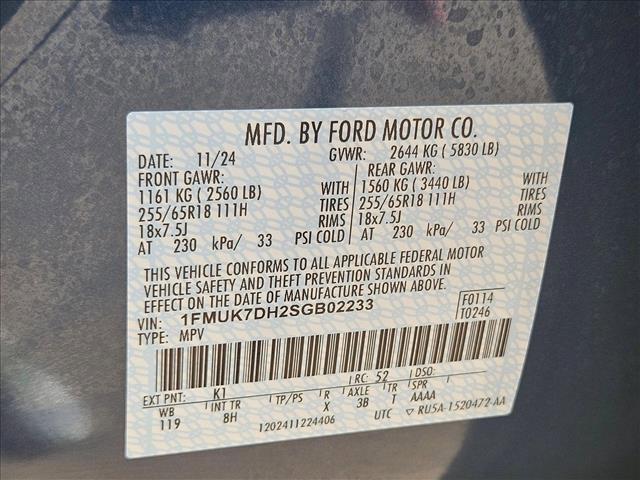 MFD. BY FORD MOTOR CO.
DATE: 11/24 GVWR: 2644 KG ( 5830 LB)
FRONT GAWR: REAR GAWR:
1161 KG ( 2560 LB) WITH 1560 KG ( 3440 LB) WITH
255/65R18 111H TIRES 255/65R18 111H TIRES
18x7.5J RIMS 18x7.5J RIMS
AT 230 kPa/ 33 PSI COLD AT 230 kPa/ 33 PSI COLD
THIS VEHICLE CONFORMS TO ALL APPLICABLE FEDERAL MOTOR
VEHICLE SAFETY AND THEFT PREVENTION STANDARDS IN
EFFECT ON THE DATE OF MANUFACTURE SHOWN ABOVE.
VIN: 1FMUK7DH2SGB02233 F0114
TYPE: MPV T0246
EXT PNT: K1 RC: 52 DSO:
WB INT TR TP/PS R AXLE TR SPR
119 8H X 3B T AAAA
1202411224406 UTC RU5A-1520472-AA